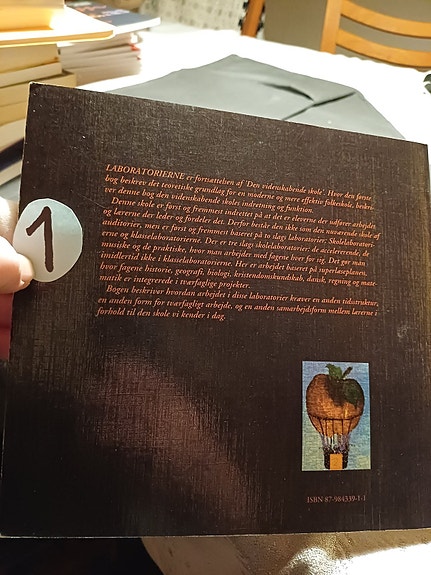 1
LABORATORIERNE er fortsættelsen af 'Den videnskabende skole'. Hvor den første
bog beskrev det teoretiske grundlag for en moderne og mere effektiv folkeskole, beskri-
ver denne bog den videnskabende skoles indretning og funktion.
Denne skole er først og fremmest indrettet på at det er eleverne der udfører arbejdet,
og lærerne der leder og fordeler det. Derfor består den ikke som den nuværende skole af
auditorier, men er først og fremmest baseret på to slags laboratorier; Skolelaboratori-
erne og klasselaboratorierne. Der er tre slags skolelaboratorier; de accelererende, de
musiske og de praktiske, hvor man arbejder med fagene hver for sig. Det gør man
imidlertid ikke i klasselaboratorierne. Her er arbejdet baseret på superlæseplanen,
hvor fagene historie, geografi, biologi, kristendomskundskab, dansk, regning og mate-
matik er integrerede i tværfaglige projekter.
Bogen beskriver hvordan arbejdet i disse laboratorier kræver en anden tidsstruktur,
en anden form for tværfagligt arbejde, og en anden samarbejdsform mellem lærerne i
forhold til den skole vi kender i dag.
ISBN 87-984339-1-1